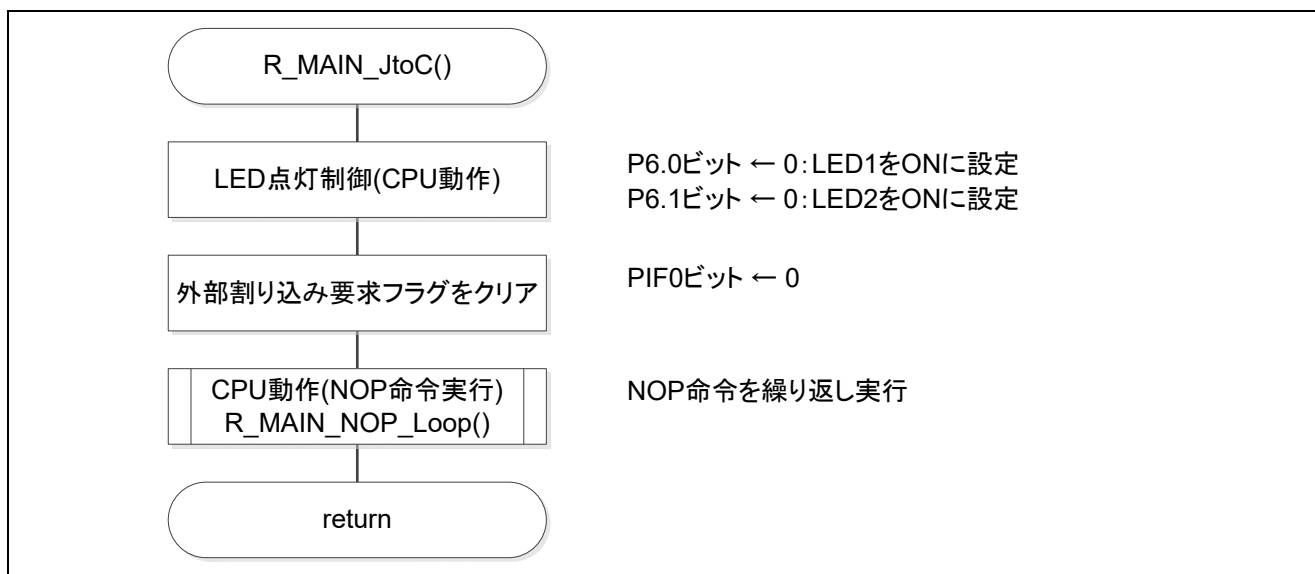 R_MAIN_JtoC()
LED点灯制御(CPU動作)
P6.0ビット ← 0:LED1をONに設定
P6.1ビット ← 0:LED2をONに設定
外部割り込み要求フラグをクリア
PIF0ビット ← 0
CPU動作(NOP命令実行)
R_MAIN_NOP_Loop()
NOP命令を繰り返し実行
return